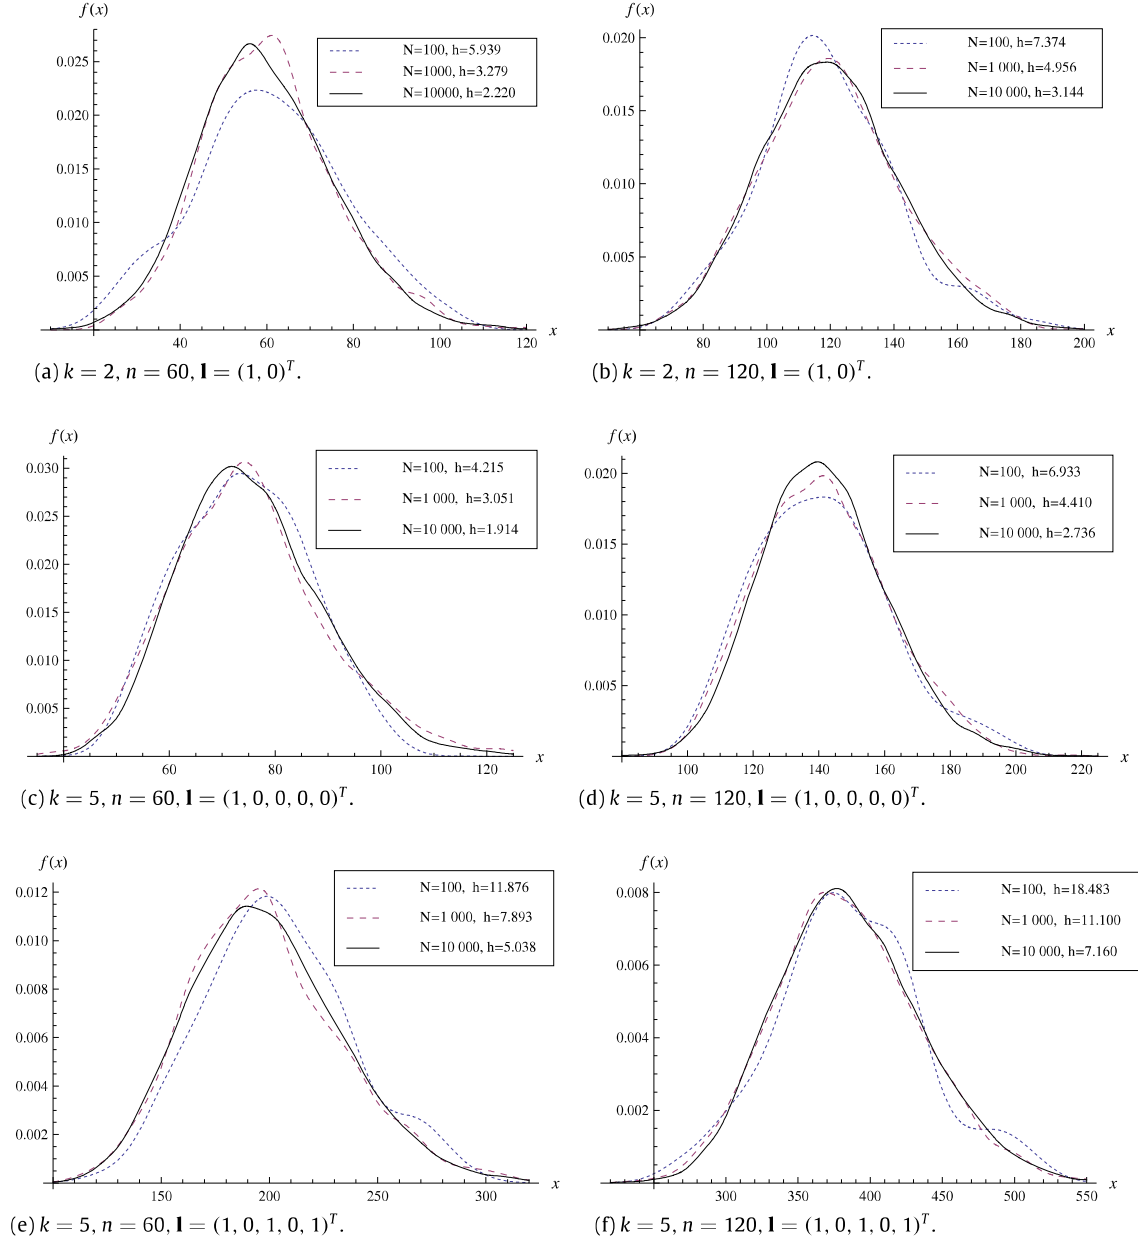 f(x)
0.025
0.020
0.015
0.010
0.005
40 60 80 100 120 x
N=100, h=5.939
N=1000, h=3.279
N=10000, h=2.220
(a) k = 2, n = 60, l = (1, 0)^T.
f(x)
0.020
0.015
0.010
0.005
0.000
80 100 120 140 160 180 200 x
N=100, h=7.374
N=1 000, h=4.956
N=10 000, h=3.144
(b) k = 2, n = 120, l = (1, 0)^T.
f(x)
0.030
0.025
0.020
0.015
0.010
0.005
60 80 100 120 x
N=100, h=4.215
N=1 000, h=3.051
N=10 000, h=1.914
(c) k = 5, n = 60, l = (1, 0, 0, 0, 0)^T.
f(x)
0.020
0.015
0.010
0.005
100 120 140 160 180 200 220 x
N=100, h=6.933
N=1 000, h=4.410
N=10 000, h=2.736
(d) k = 5, n = 120, l = (1, 0, 0, 0, 0)^T.
f(x)
0.012
0.010
0.008
0.006
0.004
0.002
150 200 250 300 x
N=100, h=11.876
N=1 000, h=7.893
N=10 000, h=5.038
(e) k = 5, n = 60, l = (1, 0, 1, 0, 1)^T.
f(x)
0.008
0.006
0.004
0.002
300 350 400 450 500 550 x
N=100, h=18.483
N=1 000, h=11.100
N=10 000, h=7.160
(f) k = 5, n = 120, l = (1, 0, 1, 0, 1)^T.